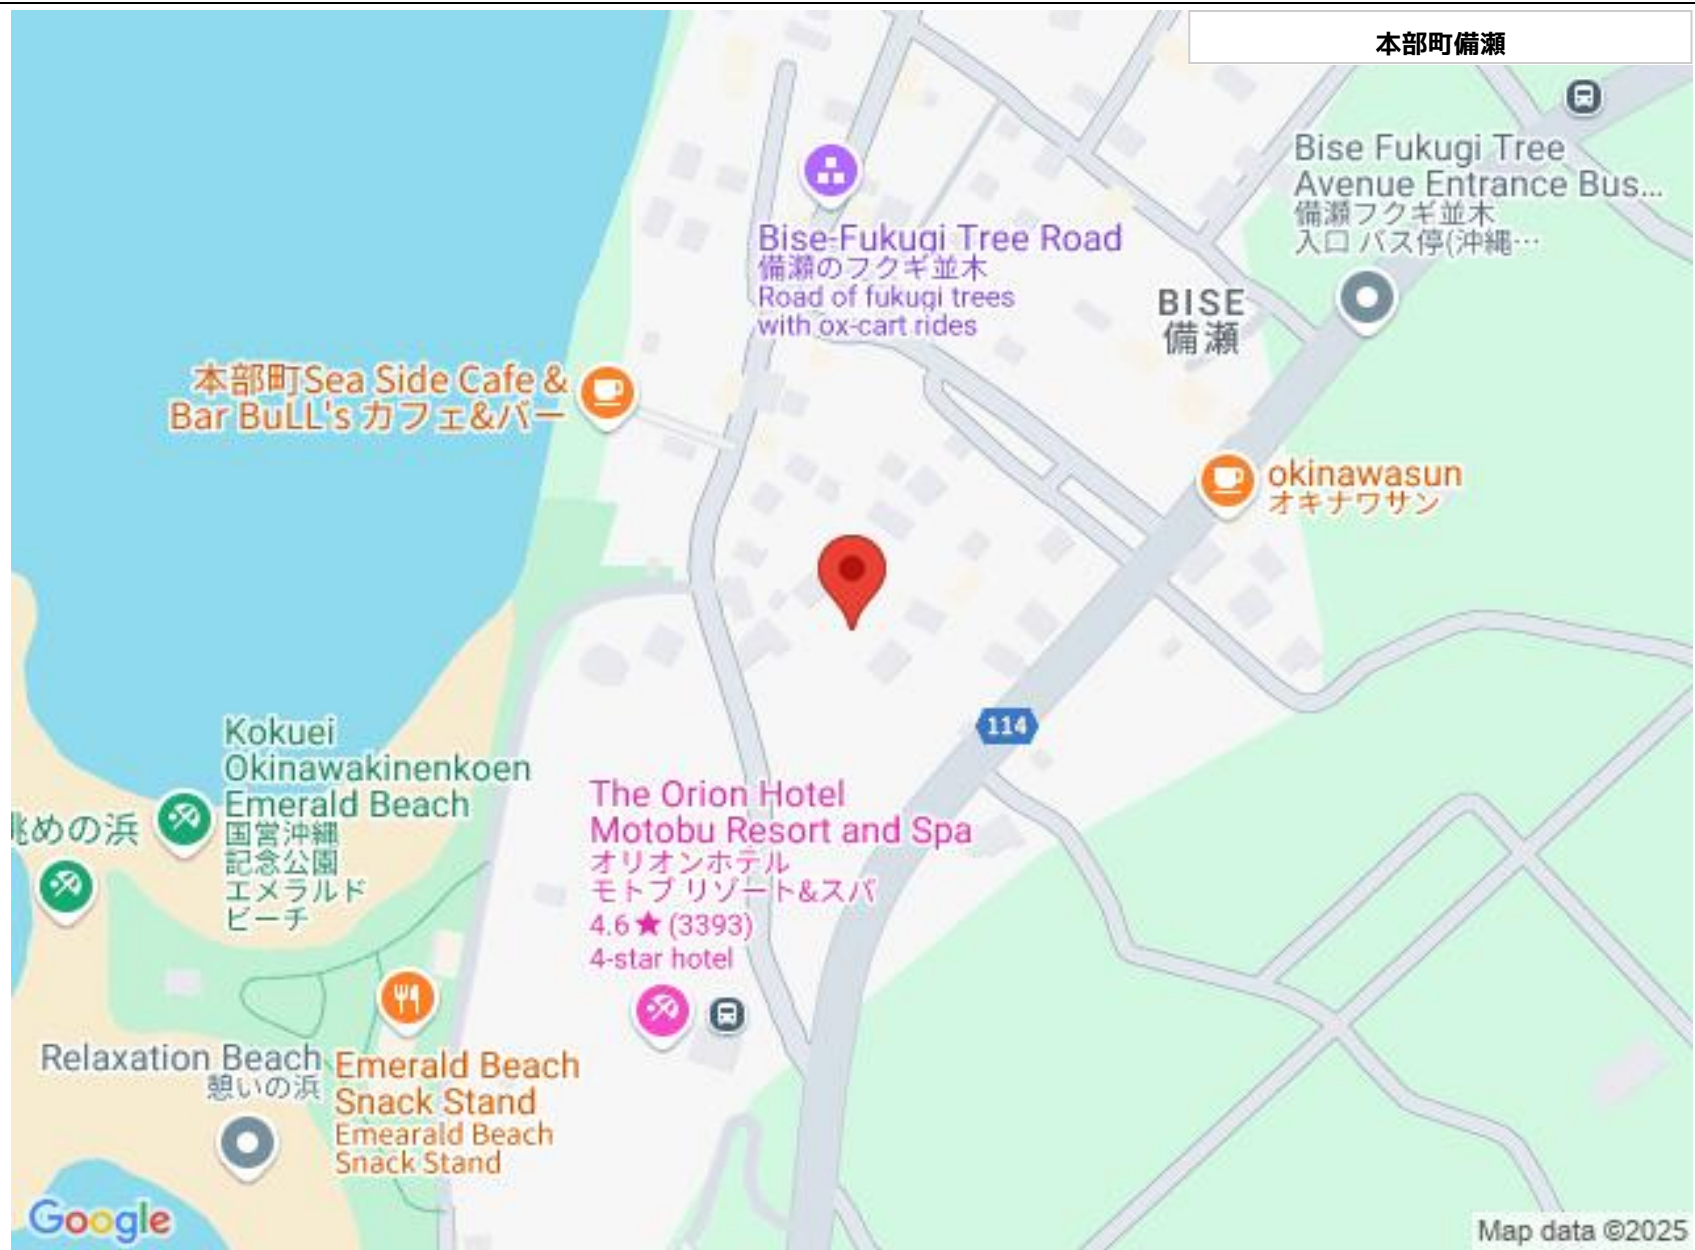 本部町備瀬
Bise Fukugi Tree
Avenue Entrance Bus...
備瀬フクギ並木
入口 バス停(沖縄…
Bise-Fukugi Tree Road
備瀬のフクギ並木
Road of fukugi trees
with ox-cart rides
BISE
備瀬
本部町Sea Side Cafe &
Bar BuLL's カフェ&バー
okinawasun
オキナワサン
114
Kokuei
Okinawakinenkoen
Emerald Beach
国営沖縄
記念公園
エメラルド
ビーチ
めの浜
The Orion Hotel
Motobu Resort and Spa
オリオンホテル
モトブ リゾート&スパ
4.6★(3393)
4-star hotel
Relaxation Beach
憩いの浜
Emerald Beach
Snack Stand
Emearald Beach
Snack Stand
Google
Map data ©2025